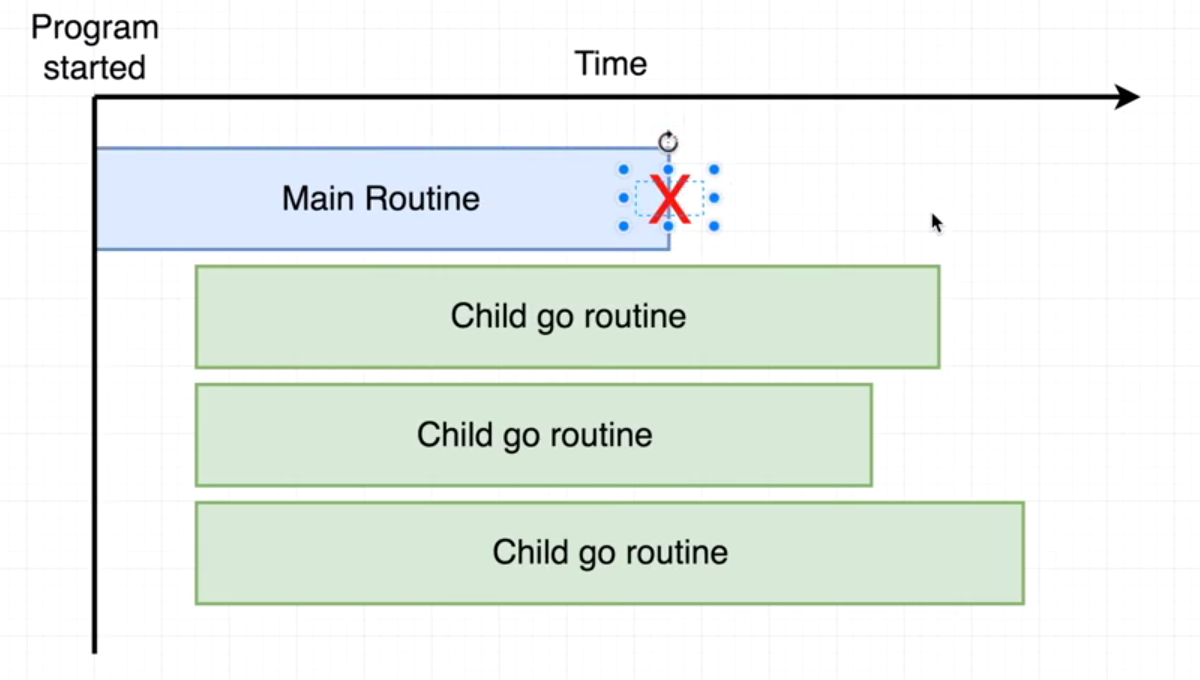 Program
started
Time
Main Routine
X
Child go routine
Child go routine
Child go routine